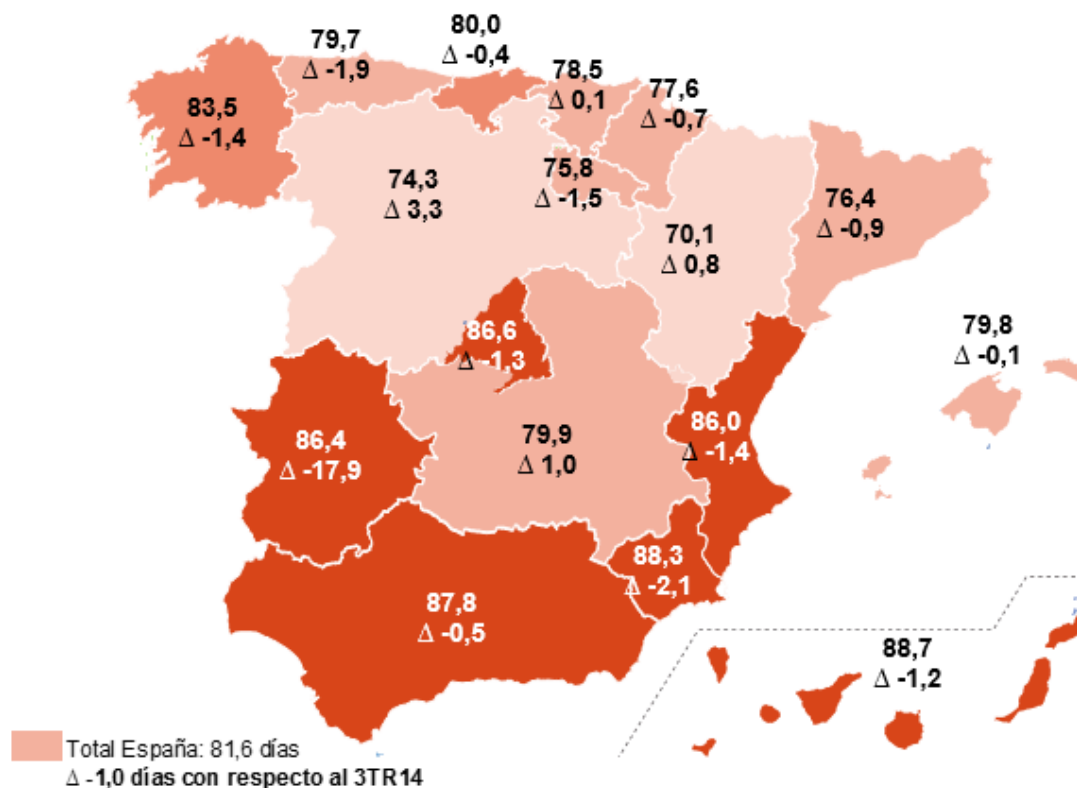 80,0
Δ -0,4
79,7
Δ -1,9
78,5
Δ 0,1
77,6
Δ -0,7
83,5
Δ -1,4
74,3
Δ 3,3
75,8
Δ -1,5
76,4
Δ -0,9
70,1
Δ 0,8
86,6
Δ -1,3
79,8
Δ -0,1
86,4
Δ -17,9
79,9
Δ 1,0
86,0
Δ -1,4
88,3
Δ -2,1
87,8
Δ -0,5
88,7
Δ -1,2
Total España: 81,6 días
Δ -1,0 días con respecto al 3TR14